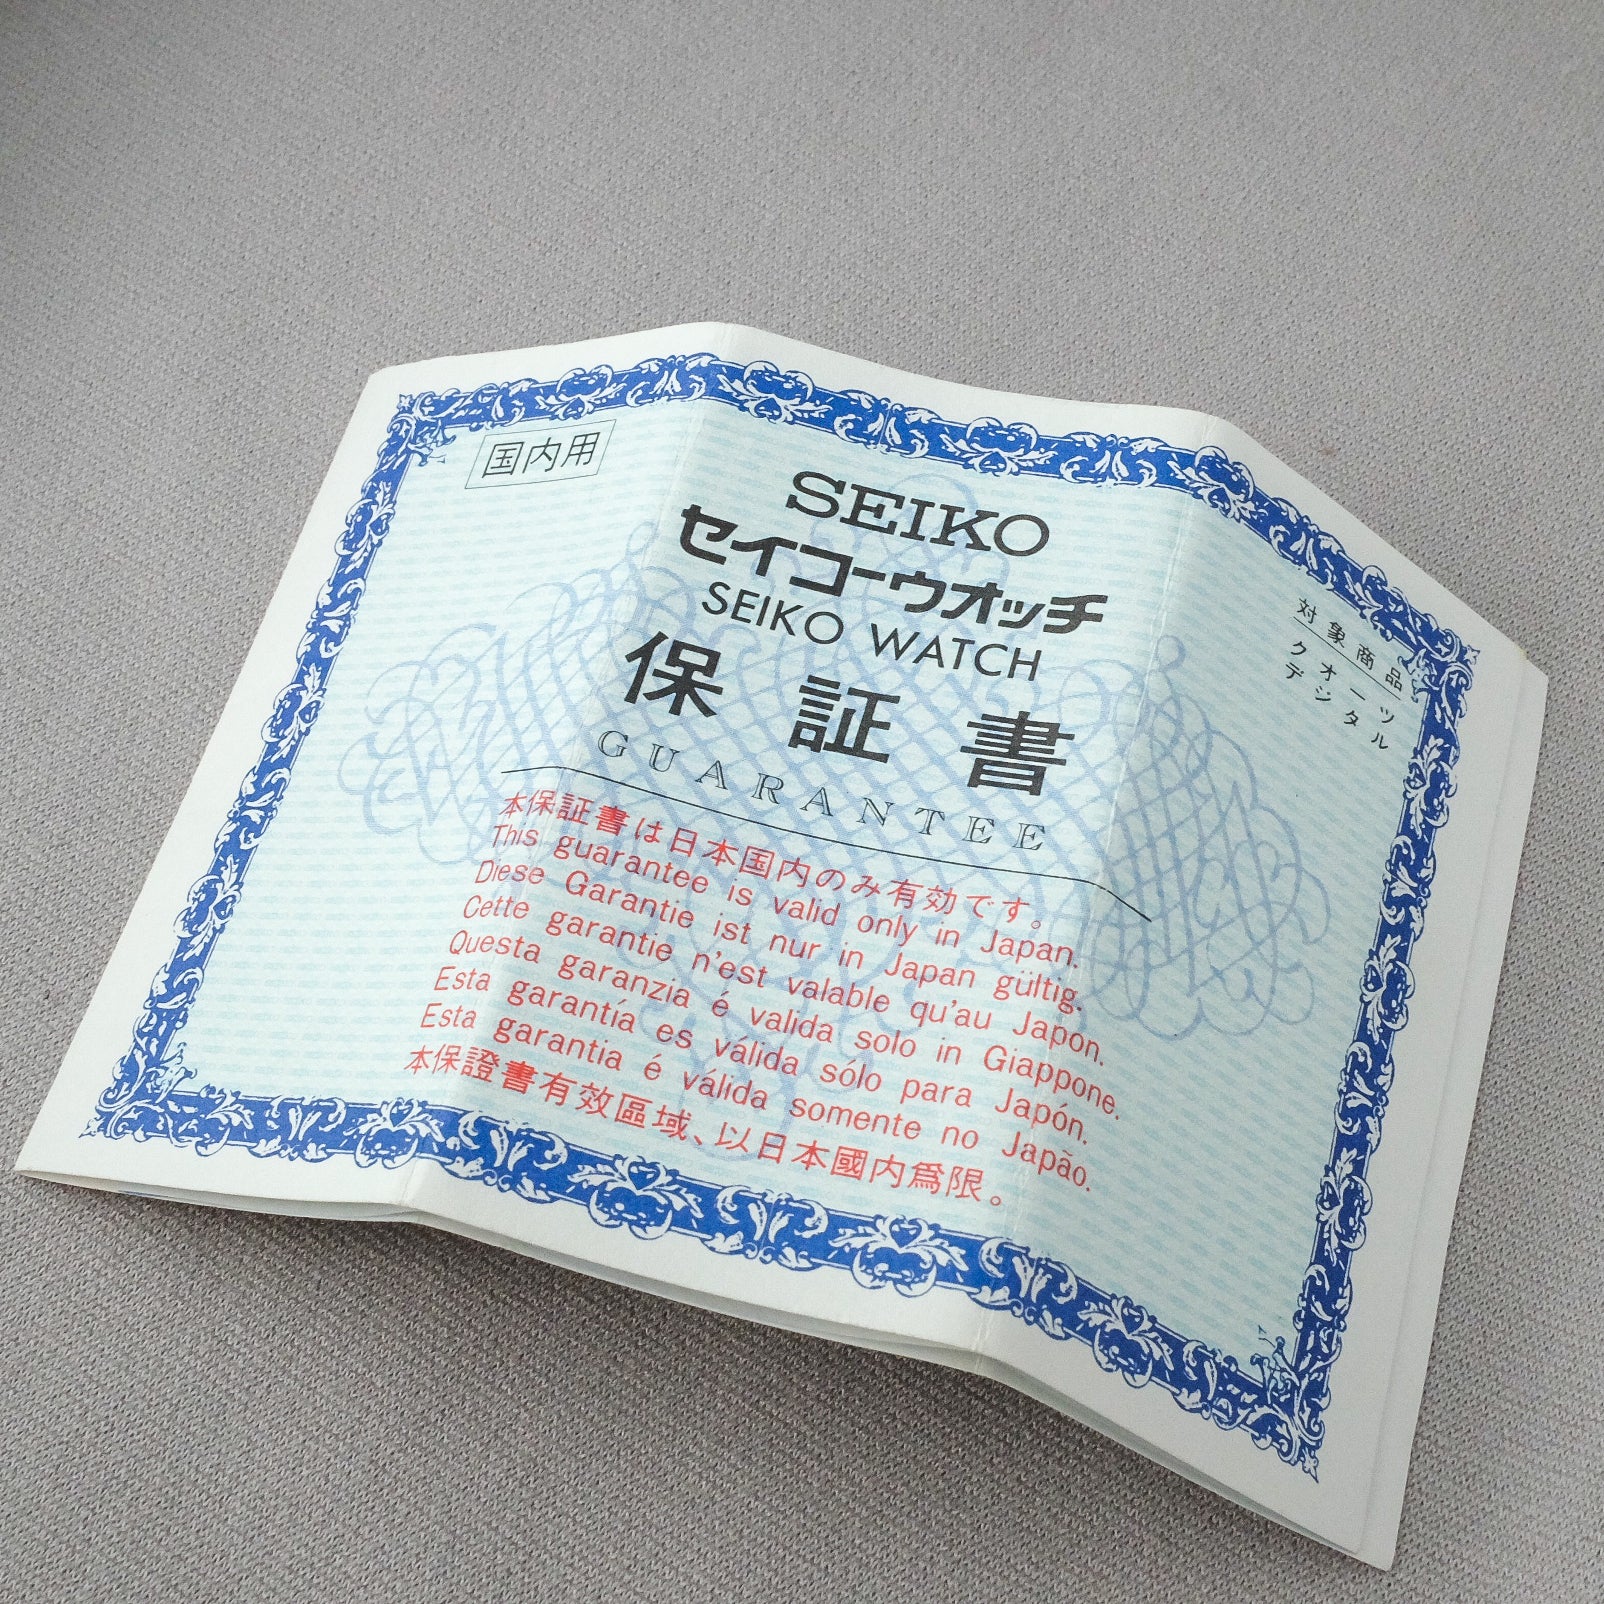 国内用
SEIKO
セイコーウオッチ
SEIKO WATCH
保証書
GUARANTEE
対象商品
クオーツ
デジタル
本保証書は日本国内のみ有効です。
This guarantee is valid only in Japan.
Diese Garantie ist nur in Japan gültig.
Cette garantie n'est valable qu'au Japon.
Questa garanzia é valida solo in Giappone.
Esta garantía es válida sólo para Japón.
Esta garantia é válida somente no Japão.
本保證書有效區域、以日本國内爲限。